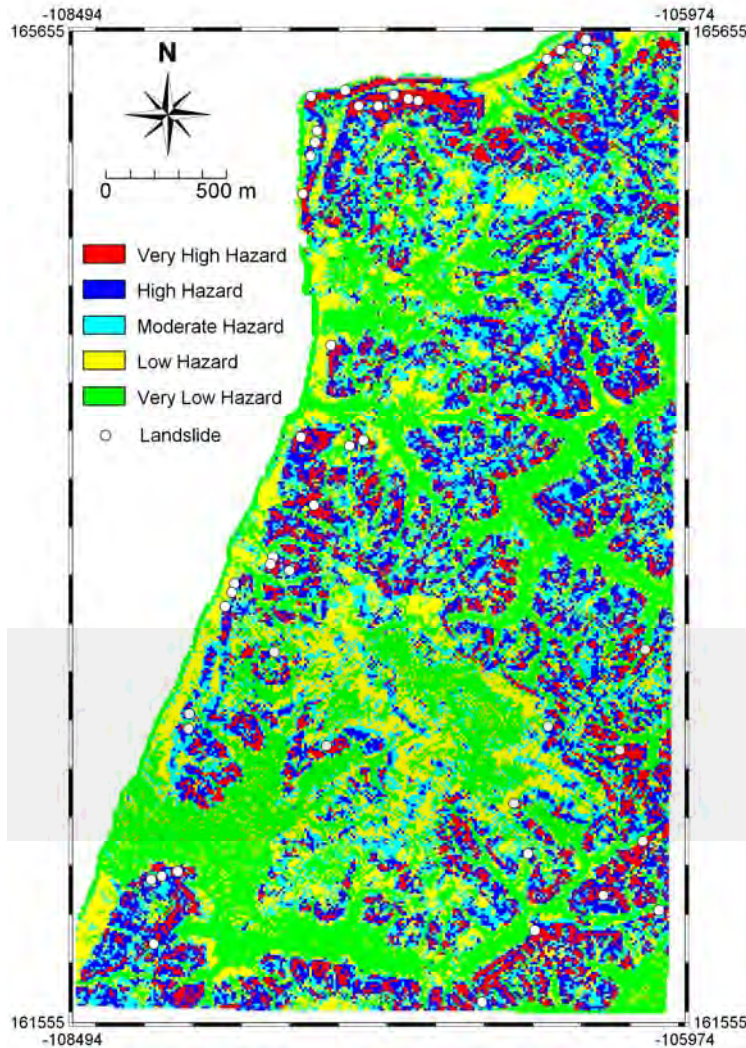 -108494 -105974
165655 165655
N
0 500 m
Very High Hazard
High Hazard
Moderate Hazard
Low Hazard
Very Low Hazard
Landslide
161555 161555
-108494 -105974